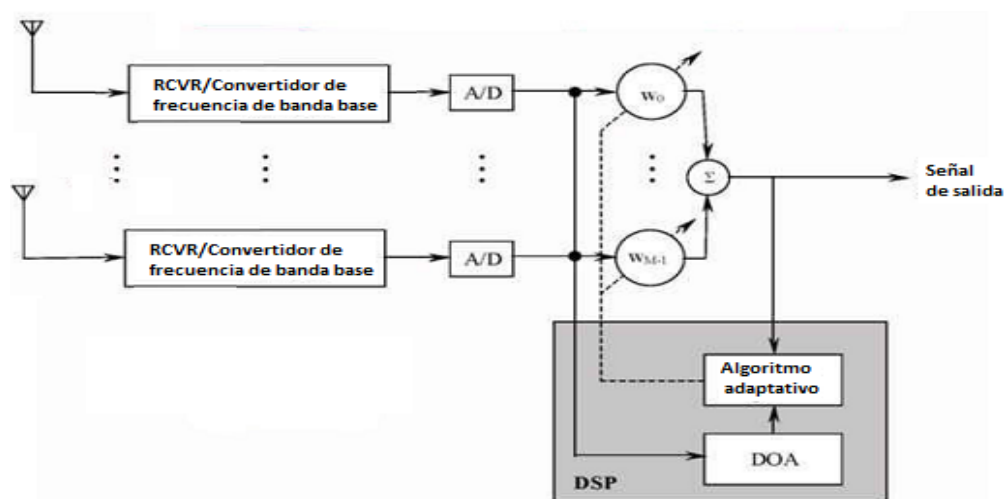 RCVR/Convertidor de
frecuencia de banda base
A/D
w0
Σ
Señal
de salida
RCVR/Convertidor de
frecuencia de banda base
A/D
wM-1
Algoritmo
adaptativo
DOA
DSP